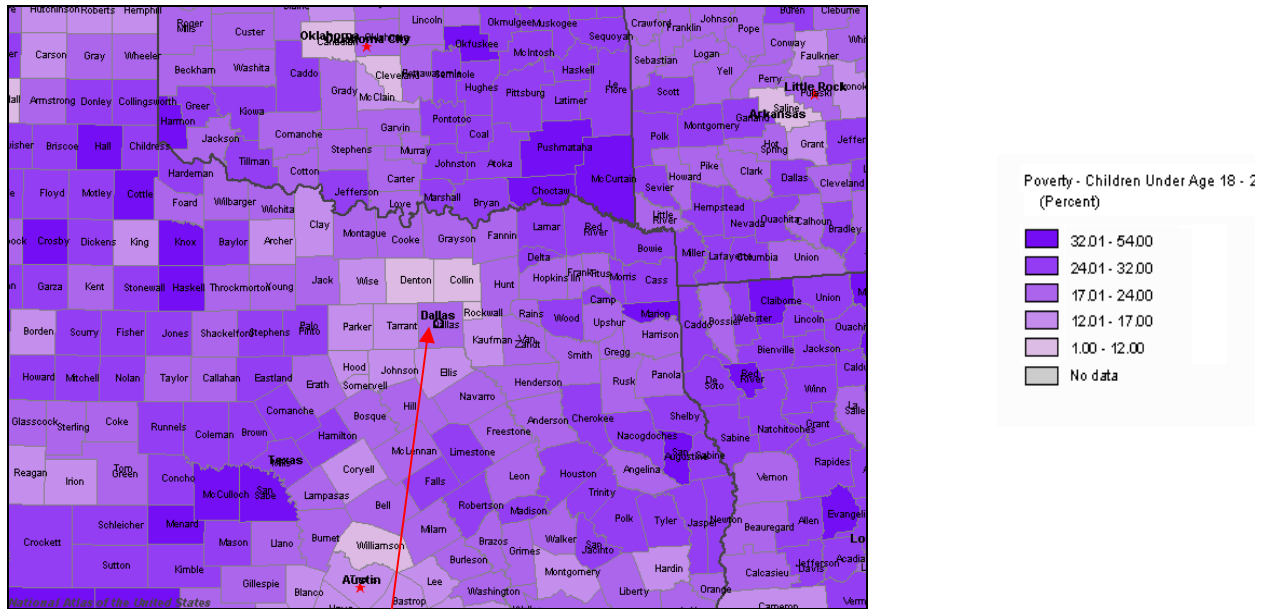 Hutchinson Roberts Hemphill
Roger Mills
Custer
Oklahoma
Oklahoma City
Lincoln
Okmulgee Muskogee
Sequoyah
Crawford Franklin
Johnson
Pope
Cleburne
Carson
Gray
Wheeler
Beckham
Washita
Caddo
Canadian
Cleveland
Pottawatomie
Seminole
Okfuskee
McIntosh
Haskell
Le Flore
Sebastian
Logan
Yell
Conway
Faulkner
Perry
Little Rock
Pulaski
Armstrong Donley Collingsworth
Greer
Kiowa
Grady
McClain
Hughes
Pittsburg
Latimer
Scott
Garland
Saline
Arkansas
Harmon
Jackson
Comanche
Garvin
Pontotoc
Coal
Polk
Montgomery
Hot Spring
Grant
Jeffer
Briscoe
Hall
Childress
Tillman
Stephens
Murray
Johnston
Atoka
Pushmataha
Pike
Clark
Dallas
Cleveland
Hardeman
Cotton
Carter
McCurtain
Sevier
Howard
Floyd
Motley
Cottle
Foard
Wilbarger
Wichita
Jefferson
Love
Marshall
Bryan
Choctaw
Little River
Hempstead
Nevada
Ouachita
Calhoun
Bradley
Crosby
Dickens
King
Knox
Baylor
Archer
Clay
Montague
Cooke
Grayson
Fannin
Lamar
Red River
Bowie
Miller
Lafayette
Columbia
Union
Garza
Kent
Stonewall
Haskell
Throckmorton
Young
Jack
Wise
Denton
Collin
Hunt
Delta
Hopkins
Franklin
Titus
Morris
Cass
Claiborne
Union
Borden
Scurry
Fisher
Jones
Shackelford
Stephens
Palo Pinto
Parker
Tarrant
Dallas
Dallas
Rockwall
Kaufman
Rains
Van Zandt
Wood
Camp
Upshur
Marion
Harrison
Caddo
Bossier
Webster
Lincoln
Ouachit
Howard
Mitchell
Nolan
Taylor
Callahan
Eastland
Erath
Hood
Somervell
Johnson
Ellis
Henderson
Smith
Gregg
Rusk
Panola
De Soto
Red River
Bienville
Jackson
Winn
Glasscock
Sterling
Coke
Runnels
Coleman
Brown
Comanche
Hamilton
Bosque
Hill
Navarro
Freestone
Anderson
Cherokee
Nacogdoches
Shelby
San Augustine
Sabine
Sabine
Natchitoches
Grant
La Salle
Reagan
Irion
Tom Green
Concho
McCulloch
San Saba
Texas
Mills
Lampasas
Coryell
McLennan
Limestone
Falls
Leon
Houston
Angelina
Trinity
Vernon
Rapides
Crockett
Schleicher
Menard
Mason
Llano
Burnet
Bell
Milam
Robertson
Madison
Walker
Polk
Tyler
Jasper
Newton
Beauregard
Allen
Evangeli
Sutton
Kimble
Gillespie
Blanco
Williamson
Austin
Lee
Burleson
Brazos
Grimes
San Jacinto
Montgomery
Hardin
Liberty
Orange
Calcasieu
Jefferson Davis
Acadia
Bastrop
Washington
Cameron
Verm
National Atlas of the United States
Poverty - Children Under Age 18 - 2
(Percent)
32.01 - 54.00
24.01 - 32.00
17.01 - 24.00
12.01 - 17.00
1.00 - 12.00
No data